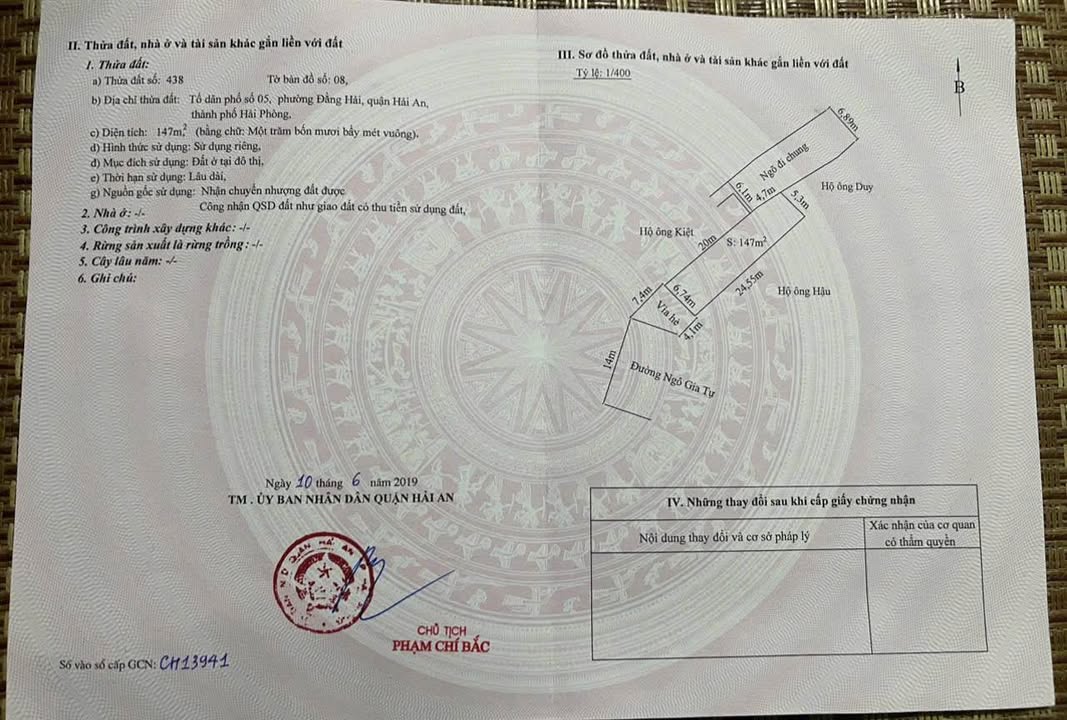 II. Thửa đất, nhà ở và tài sản khác gắn liền với đất
1. Thửa đất:
a) Thửa đất số: 438 Tờ bản đồ số: 08,
b) Địa chỉ thửa đất: Tổ dân phố số 05, phường Đằng Hải, quận Hải An,
thành phố Hải Phòng,
c) Diện tích: 147m², (bằng chữ: Một trăm bốn mươi bẩy mét vuông),
d) Hình thức sử dụng: Sử dụng riêng,
đ) Mục đích sử dụng: Đất ở tại đô thị,
e) Thời hạn sử dụng: Lâu dài,
g) Nguồn gốc sử dụng: Nhận chuyển nhượng đất được
Công nhận QSD đất như giao đất có thu tiền sử dụng đất,
2. Nhà ở: -/-
3. Công trình xây dựng khác: -/-
4. Rừng sản xuất là rừng trồng: -/-
5. Cây lâu năm: -/-
6. Ghi chú:
Ngày 10 tháng 6 năm 2019
TM . ỦY BAN NHÂN DÂN QUẬN HẢI AN
CHỦ TỊCH
PHẠM CHÍ BẮC
Số vào sổ cấp GCN: CH13941
III. Sơ đồ thửa đất, nhà ở và tài sản khác gắn liền với đất
Tỷ lệ: 1/400
B
6,89m
Ngõ đi chung
6,1m
4,7m
5,3m
Hộ ông Duy
Hộ ông Kiệt
20m
S: 147m²
24,55m
Hộ ông Hậu
7,4m
6,74m
Vỉa hè
4,1m
14m
Đường Ngô Gia Tự
IV. Những thay đổi sau khi cấp giấy chứng nhận
Nội dung thay đổi và cơ sở pháp lý
Xác nhận của cơ quan
có thẩm quyền